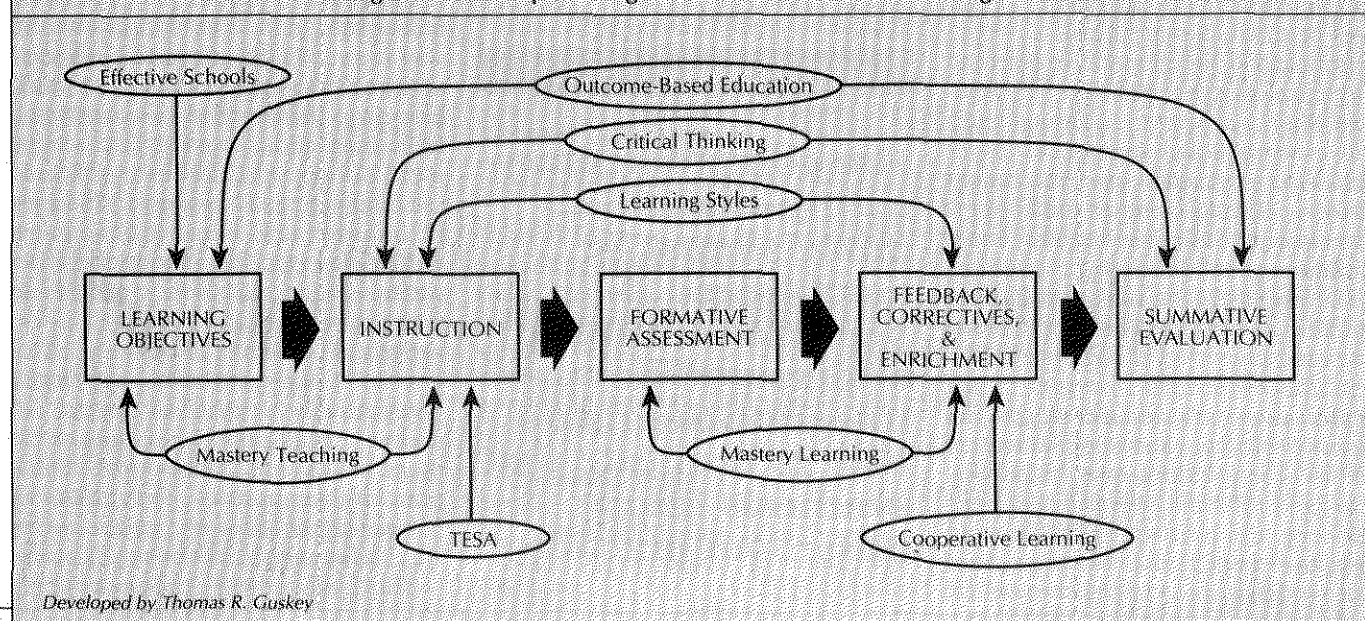 Effective Schools
Outcome-Based Education
Critical Thinking
Learning Styles
LEARNING
OBJECTIVES
INSTRUCTION
FORMATIVE
ASSESSMENT
FEEDBACK,
CORRECTIVES,
&
ENRICHMENT
SUMMATIVE
EVALUATION
Mastery Teaching
Mastery Learning
TESA
Cooperative Learning
Developed by Thomas R. Guskey